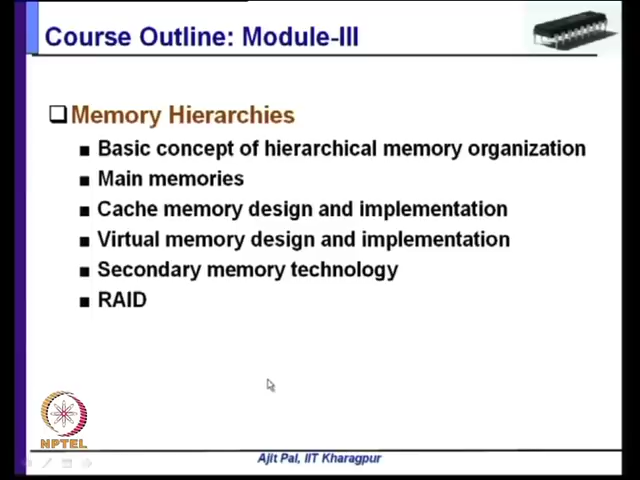 Course Outline: Module-III
Memory Hierarchies
Basic concept of hierarchical memory organization
Main memories
Cache memory design and implementation
Virtual memory design and implementation
Secondary memory technology
RAID
NPTEL
Ajit Pal, IIT Kharagpur